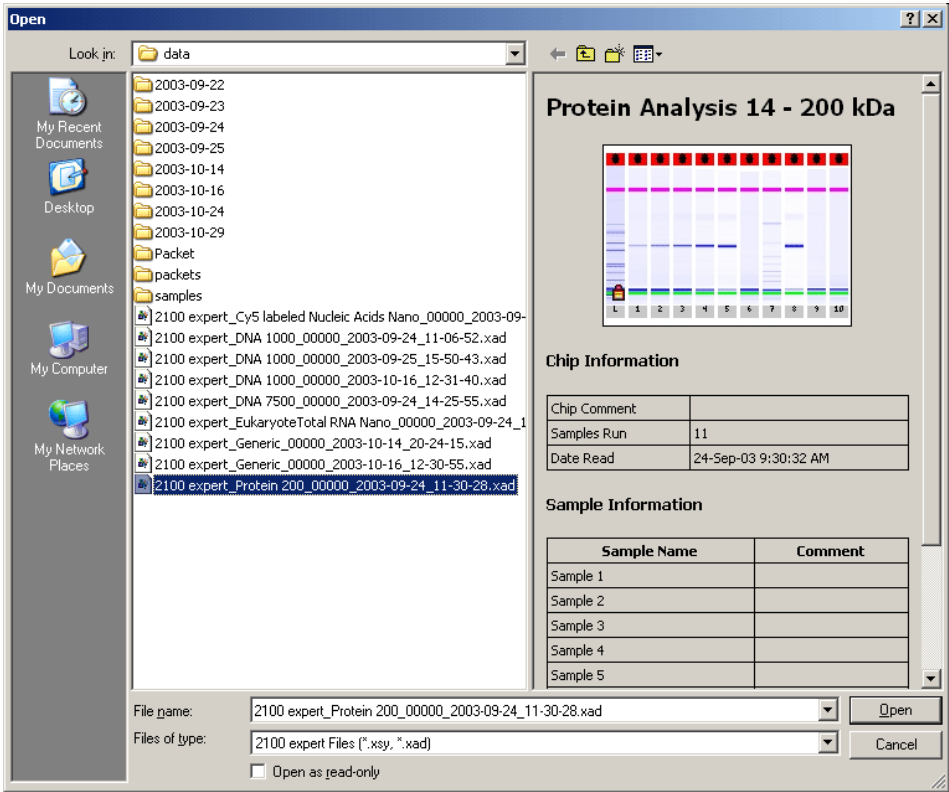 Open
Look in:
data
My Recent
Documents
Desktop
My Documents
My Computer
My Network
Places
2003-09-22
2003-09-23
2003-09-24
2003-09-25
2003-10-14
2003-10-16
2003-10-24
2003-10-29
Packet
packets
samples
2100 expert_Cy5 labeled Nucleic Acids Nano_00000_2003-09-
2100 expert_DNA 1000_00000_2003-09-24_11-06-52.xad
2100 expert_DNA 1000_00000_2003-09-25_15-50-43.xad
2100 expert_DNA 1000_00000_2003-10-16_12-31-40.xad
2100 expert_DNA 7500_00000_2003-09-24_14-25-55.xad
2100 expert_EukaryoteTotal RNA Nano_00000_2003-09-24_1
2100 expert_Generic_00000_2003-10-14_20-24-15.xad
2100 expert_Generic_00000_2003-10-16_12-30-55.xad
2100 expert_Protein 200_00000_2003-09-24_11-30-28.xad
Protein Analysis 14 - 200 kDa
L 1 2 3 4 5 6 7 8 9 10
Chip Information
Chip Comment
Samples Run 11
Date Read 24-Sep-03 9:30:32 AM
Sample Information
Sample Name Comment
Sample 1
Sample 2
Sample 3
Sample 4
Sample 5
File name: 2100 expert_Protein 200_00000_2003-09-24_11-30-28.xad Open
Files of type: 2100 expert Files (*.xsy, *.xad) Cancel
Open as read-only